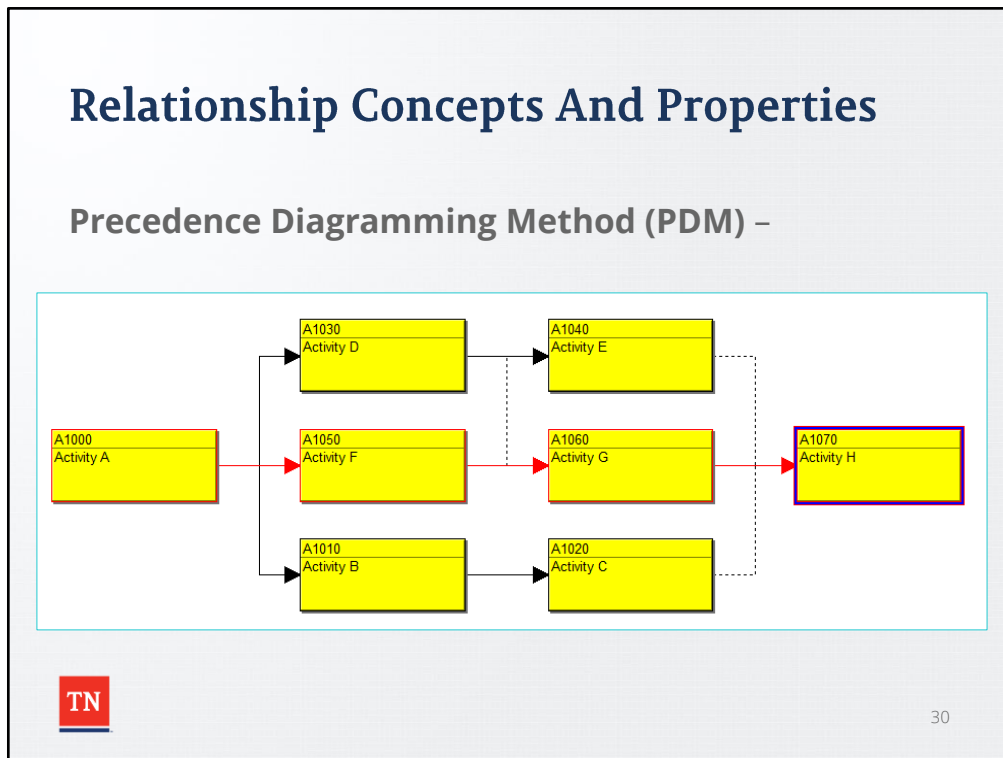 Relationship Concepts And Properties
Precedence Diagramming Method (PDM) –
A1030
Activity D
A1040
Activity E
A1000
Activity A
A1050
Activity F
A1060
Activity G
A1070
Activity H
A1010
Activity B
A1020
Activity C
TN
30